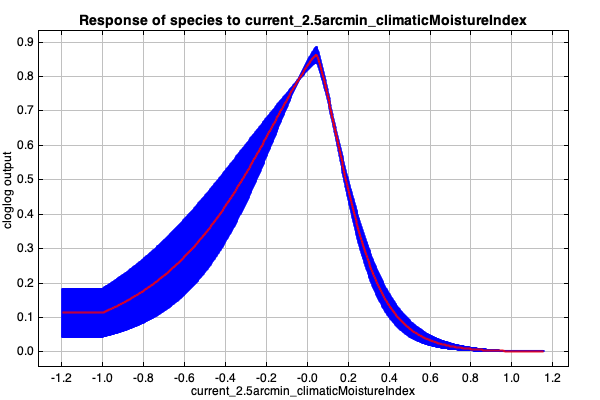 Response of species to current_2.5arcmin_climaticMoistureIndex
cloglog output
0.9
0.8
0.7
0.6
0.5
0.4
0.3
0.2
0.1
0.0
-1.2 -1.0 -0.8 -0.6 -0.4 -0.2 -0.0 0.2 0.4 0.6 0.8 1.0 1.2
current_2.5arcmin_climaticMoistureIndex